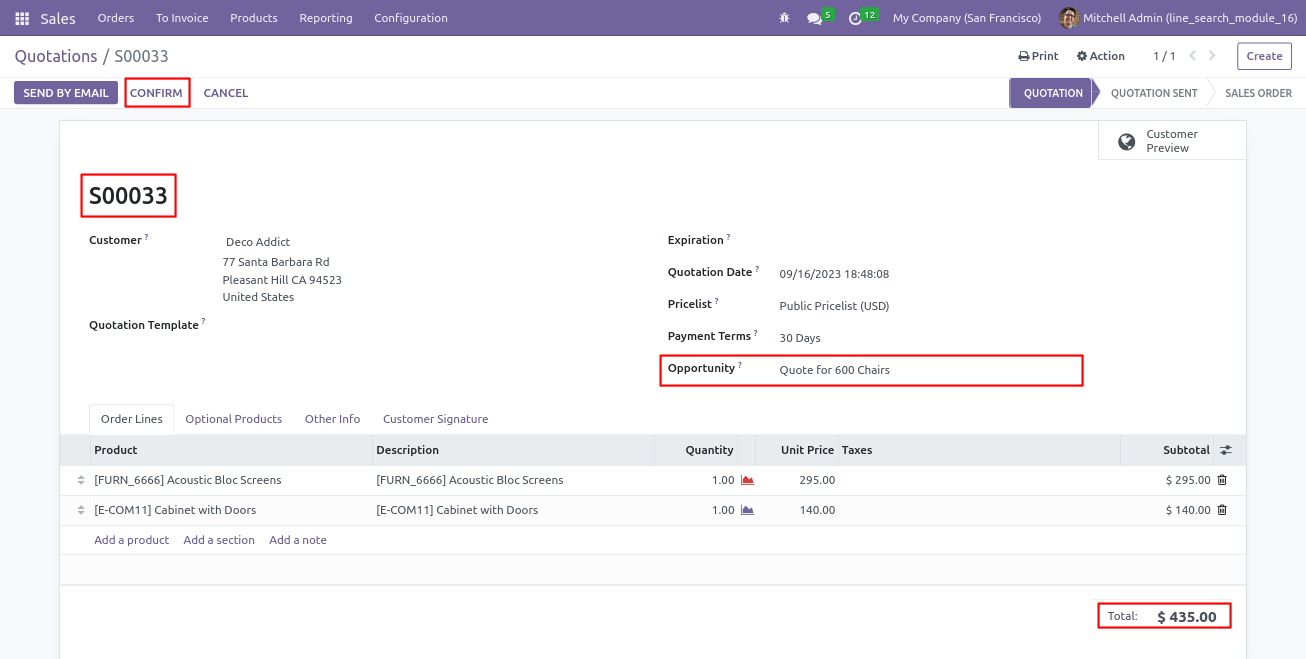 Sales Orders To Invoice Products Reporting Configuration 5 12 My Company (San Francisco) Mitchell Admin (line_search_module_16)
Quotations / S00033 Print Action 1 / 1 Create
SEND BY EMAIL CONFIRM CANCEL QUOTATION QUOTATION SENT SALES ORDER
Customer
Preview
S00033
Customer ? Deco Addict
77 Santa Barbara Rd
Pleasant Hill CA 94523
United States
Quotation Template ?
Expiration ?
Quotation Date ? 09/16/2023 18:48:08
Pricelist ? Public Pricelist (USD)
Payment Terms ? 30 Days
Opportunity ? Quote for 600 Chairs
Order Lines Optional Products Other Info Customer Signature
Product Description Quantity Unit Price Taxes Subtotal
[FURN_6666] Acoustic Bloc Screens [FURN_6666] Acoustic Bloc Screens 1.00 295.00 $ 295.00
[E-COM11] Cabinet with Doors [E-COM11] Cabinet with Doors 1.00 140.00 $ 140.00
Add a product Add a section Add a note
Total: $ 435.00